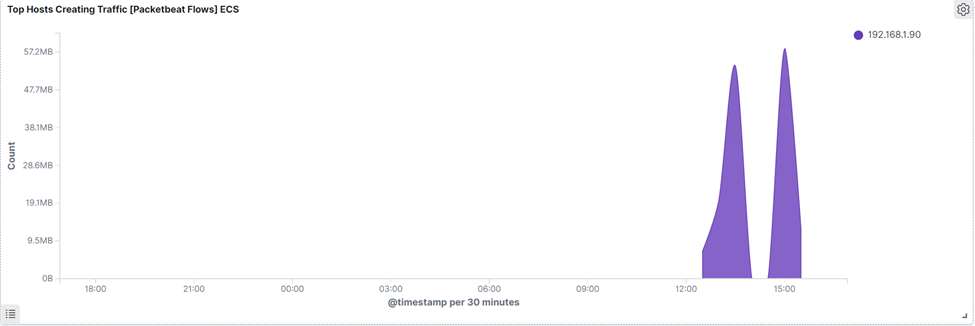 Top Hosts Creating Traffic [Packetbeat Flows] ECS
192.168.1.90
57.2MB
47.7MB
38.1MB
28.6MB
19.1MB
9.5MB
0B
Count
18:00
21:00
00:00
03:00
06:00
09:00
12:00
15:00
@timestamp per 30 minutes